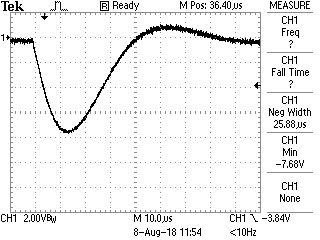 Tek R Ready M Pos: 36.40µs MEASURE
CH1
Freq
?
1
CH1
Fall Time
?
CH1
Neg Width
25.88µs
CH1
Min
-7.68V
CH1
None
CH1 2.00VBw M 10.0µs CH1 \ -3.84V
8-Aug-18 11:54 <10Hz